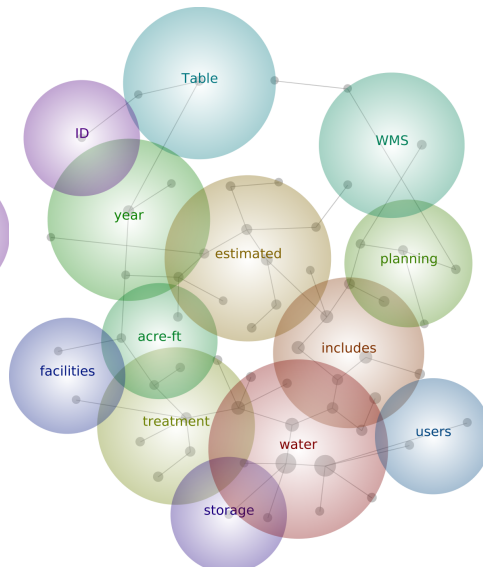 Table
ID
WMS
year
estimated
planning
acre-ft
includes
facilities
treatment
users
water
storage